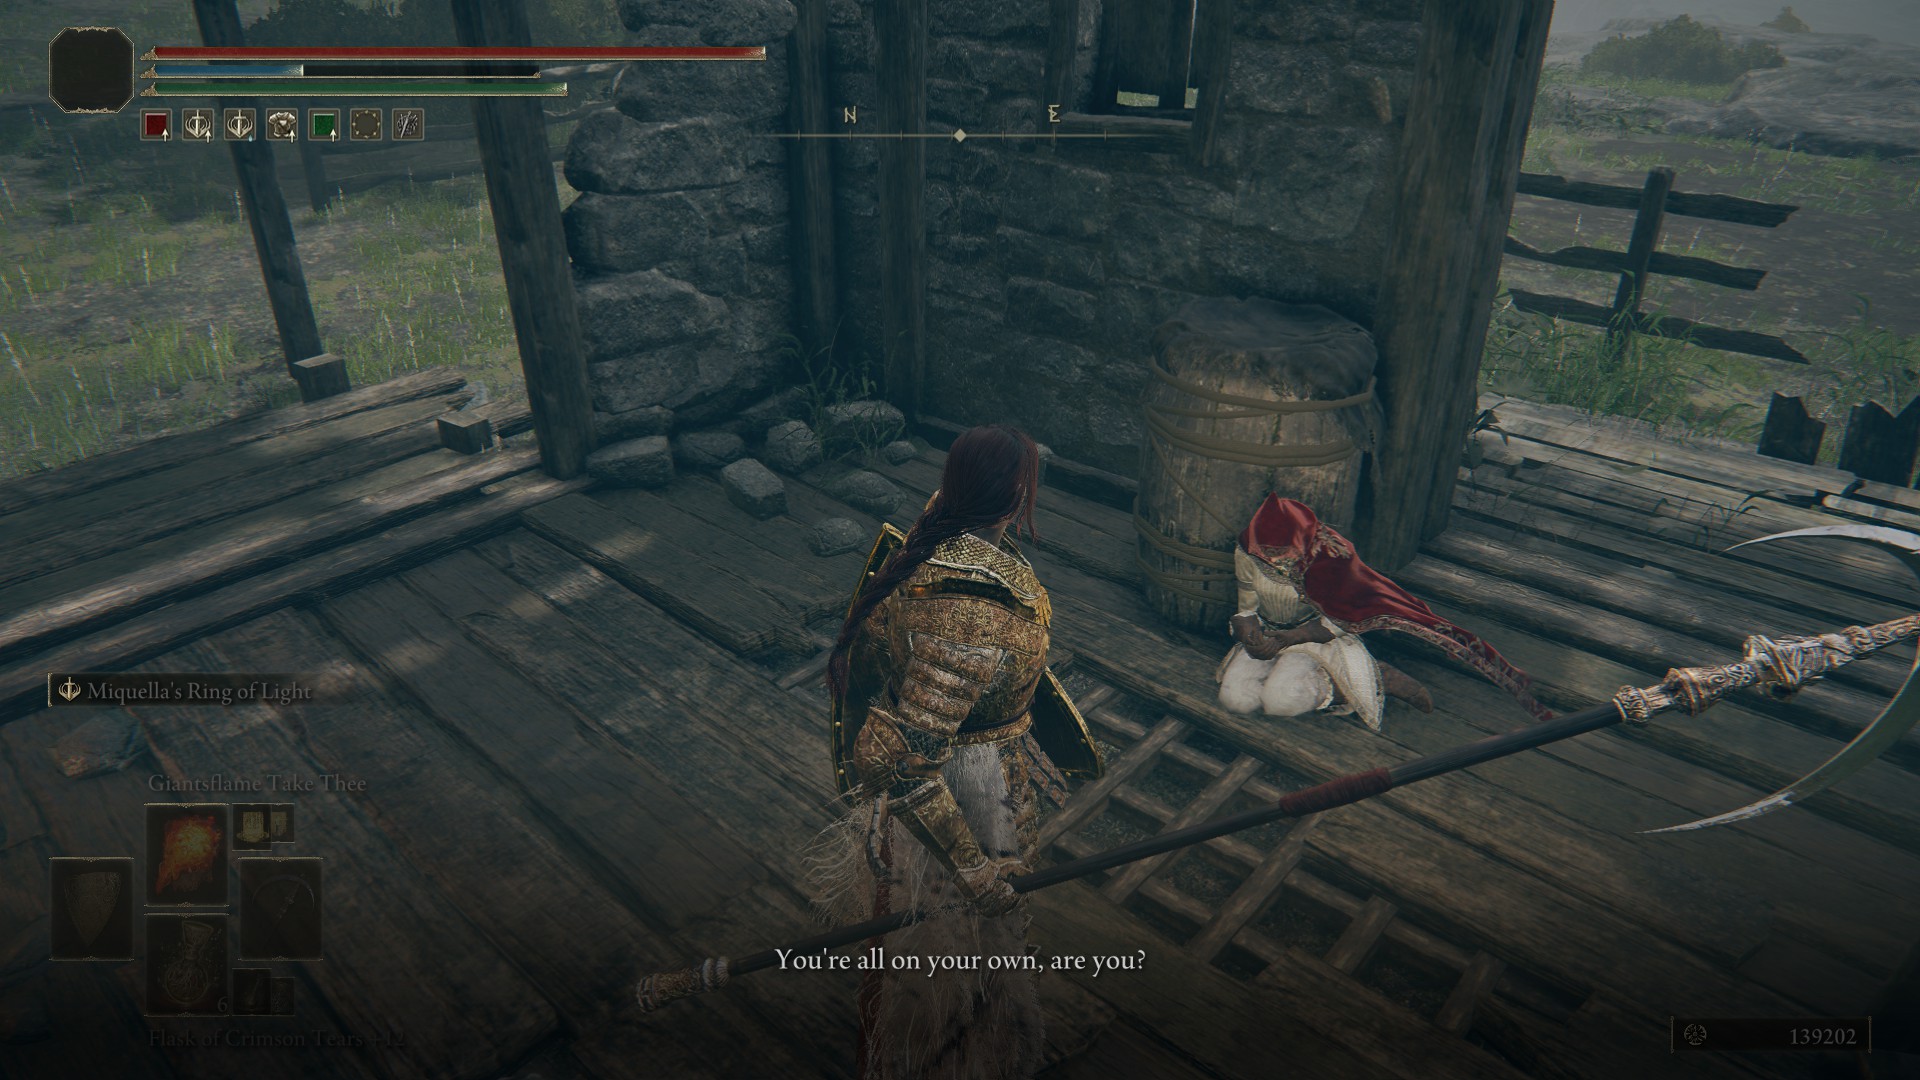 N
E
Miquella's Ring of Light
Giantsflame Take Thee
6
Flask of Crimson Tears +12
You're all on your own, are you?
139202